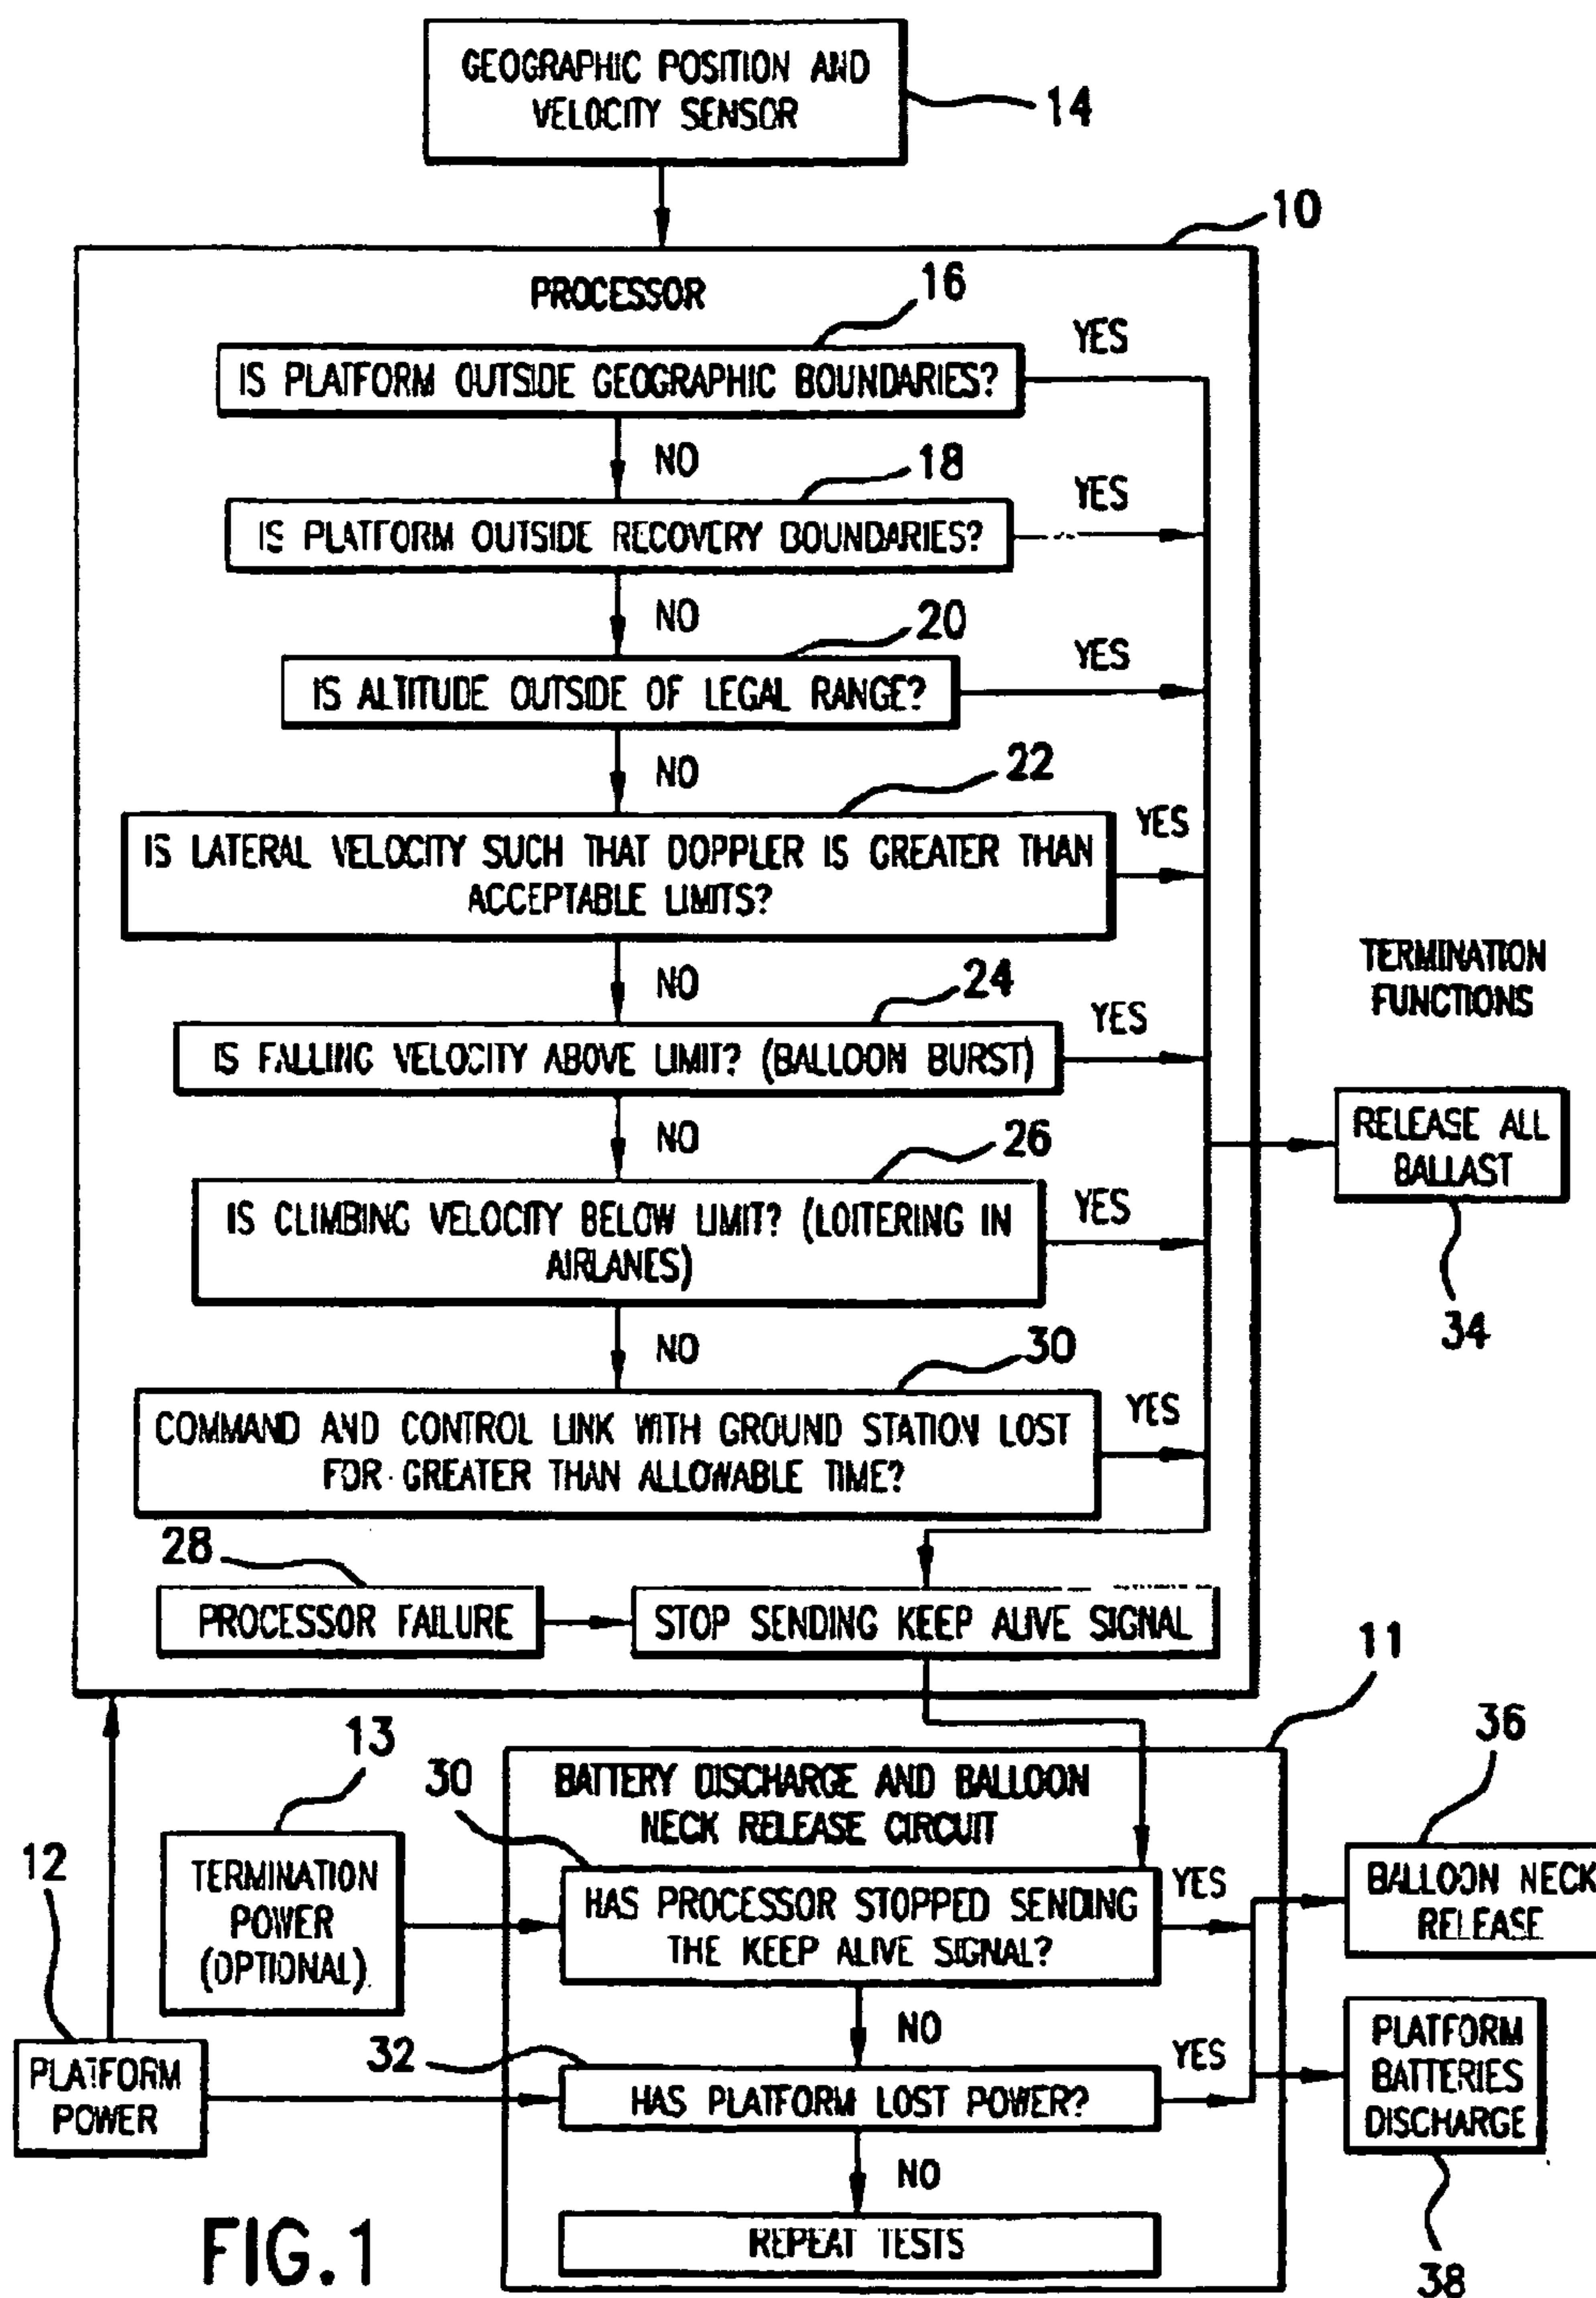 GEOGRAPHIC POSITION AND
VELOCITY SENSOR
14
10
PROCESSOR
16
IS PLATFORM OUTSIDE GEOGRAPHIC BOUNDARIES?
YES
NO
18
IS PLATFORM OUTSIDE RECOVERY BOUNDARIES?
YES
NO
20
IS ALTITUDE OUTSIDE OF LEGAL RANGE?
YES
NO
22
IS LATERAL VELOCITY SUCH THAT DOPPLER IS GREATER THAN
ACCEPTABLE LIMITS?
YES
NO
24
IS FALLING VELOCITY ABOVE LIMIT? (BALLOON BURST)
YES
NO
26
IS CLIMBING VELOCITY BELOW LIMIT? (LOITERING IN
AIRLANES)
YES
NO
30
COMMAND AND CONTROL LINK WITH GROUND STATION LOST
FOR GREATER THAN ALLOWABLE TIME?
YES
TERMINATION
FUNCTIONS
RELEASE ALL
BALLAST
34
28
PROCESSOR FAILURE
STOP SENDING KEEP ALIVE SIGNAL
11
13
TERMINATION
POWER
(OPTIONAL)
12
PLATFORM
POWER
BATTERY DISCHARGE AND BALLOON
NECK RELEASE CIRCUIT
30
HAS PROCESSOR STOPPED SENDING
THE KEEP ALIVE SIGNAL?
YES
NO
32
HAS PLATFORM LOST POWER?
YES
NO
REPEAT TESTS
36
BALLOON NECK
RELEASE
PLATFORM
BATTERIES
DISCHARGE
38
FIG.1